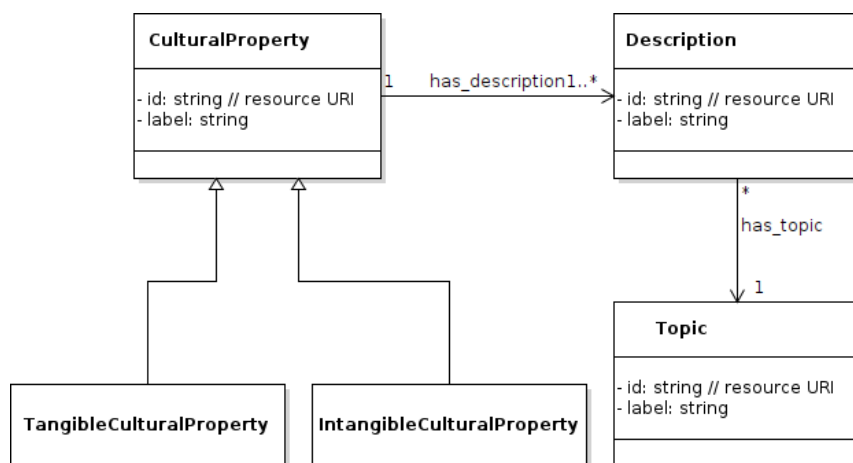 CulturalProperty
- id: string // resource URI
- label: string
1
has_description1..*
Description
- id: string // resource URI
- label: string
*
has_topic
1
Topic
- id: string // resource URI
- label: string
TangibleCulturalProperty
IntangibleCulturalProperty